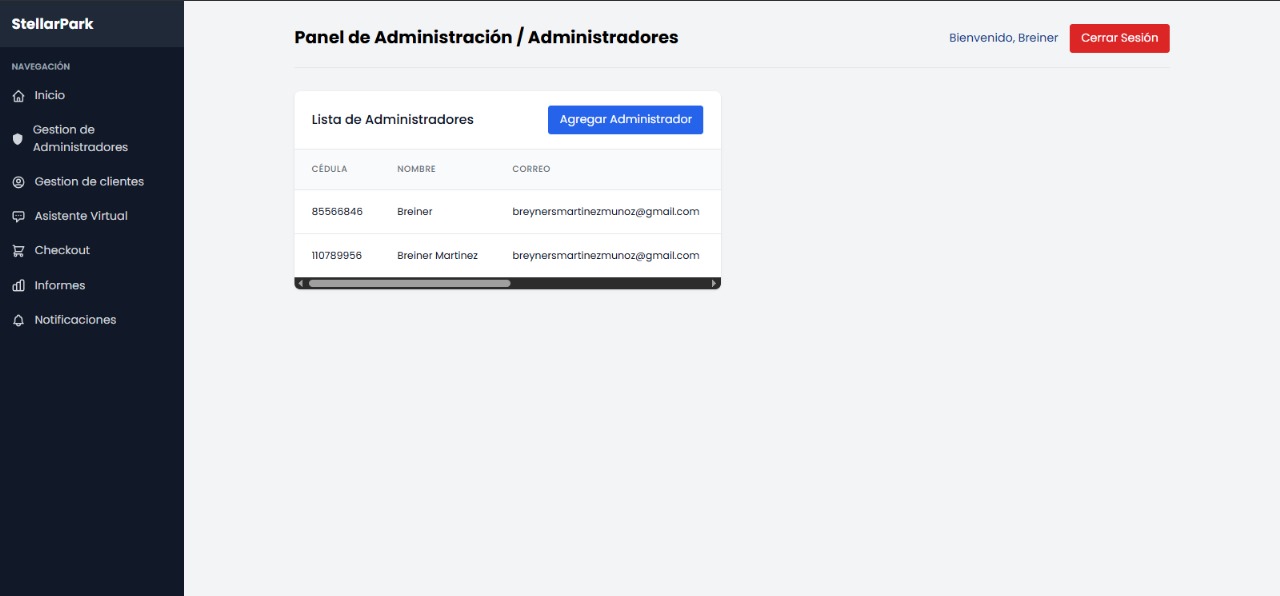 StellarPark
NAVEGACIÓN
Inicio
Gestion de
Administradores
Gestion de clientes
Asistente Virtual
Checkout
Informes
Notificaciones
Panel de Administración / Administradores
Bienvenido, Breiner
Cerrar Sesión
Lista de Administradores
Agregar Administrador
CÉDULA NOMBRE CORREO
85566846 Breiner breynersmartinezmunoz@gmail.com
110789956 Breiner Martinez breynersmartinezmunoz@gmail.com